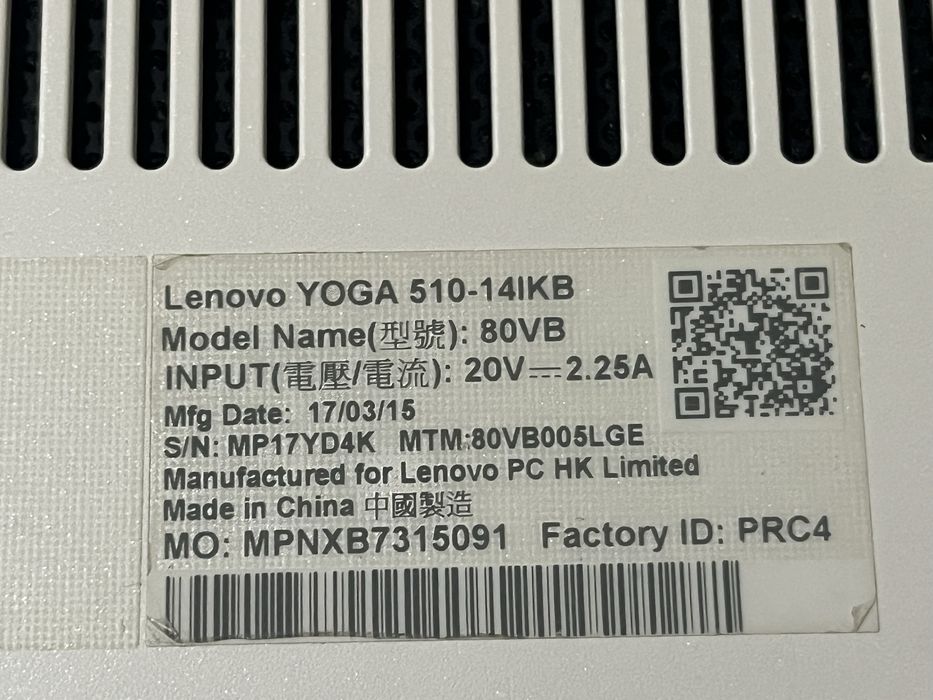 Lenovo YOGA 510-14IKB
Model Name(型號): 80VB
INPUT(電壓/電流): 20V⎓2.25A
Mfg Date: 17/03/15
S/N: MP17YD4K MTM:80VB005LGE
Manufactured for Lenovo PC HK Limited
Made in China 中國製造
MO: MPNXB7315091 Factory ID: PRC4